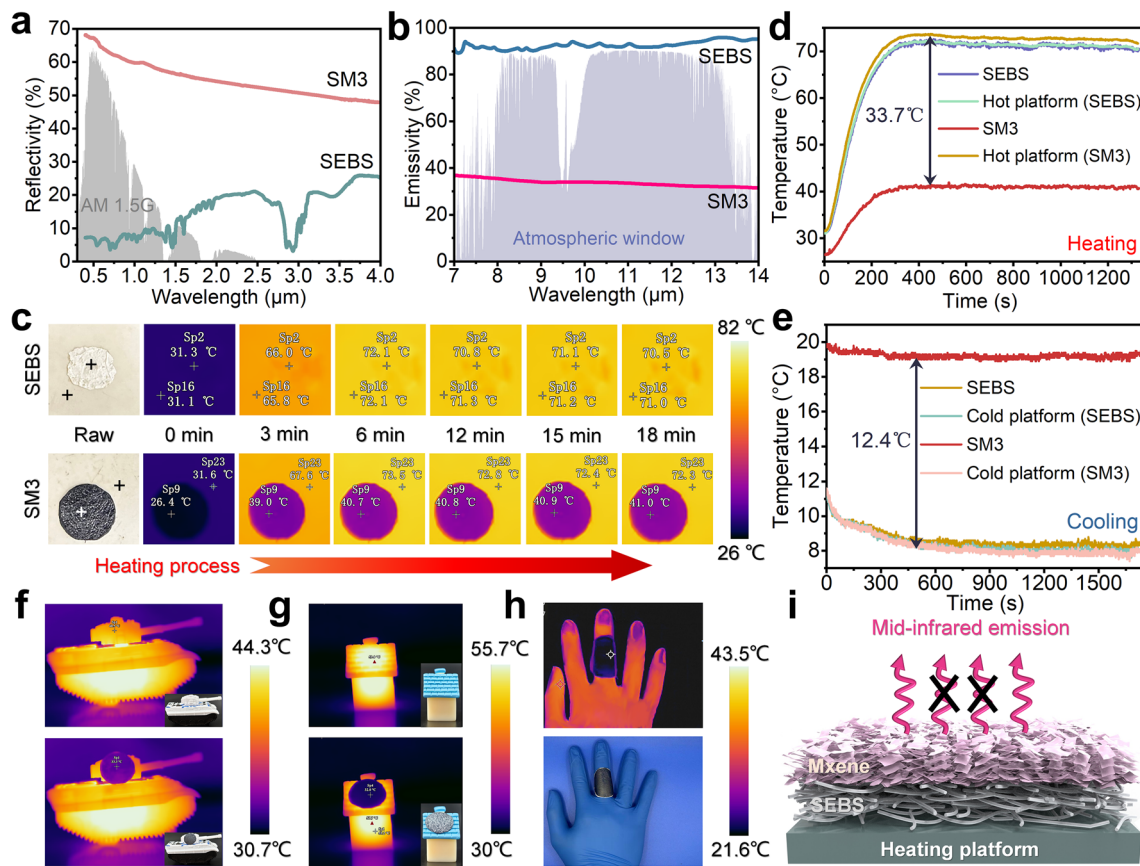 a
Reflectivity (%)
70
60
50
40
30
20
10
0
SM3
SEBS
AM 1.5G
0.5 1.0 1.5 2.0 2.5 3.0 3.5 4.0
Wavelength (μm)
b
Emissivity (%)
100
80
60
40
20
0
SEBS
SM3
Atmospheric window
7 8 9 10 11 12 13 14
Wavelength (μm)
d
Temperature (°C)
70
60
50
40
30
33.7℃
SEBS
Hot platform (SEBS)
SM3
Hot platform (SM3)
Heating
0 200 400 600 800 1000 1200
Time (s)
c
SEBS
Sp2
31.3 ℃
Sp16
31.1 ℃
Sp2
66.0 ℃
Sp16
65.8 ℃
Sp2
72.1 ℃
Sp16
72.1 ℃
Sp2
70.8 ℃
Sp16
71.3 ℃
Sp2
71.1 ℃
Sp16
71.2 ℃
Sp2
70.5 ℃
Sp16
71.0 ℃
Raw 0 min 3 min 6 min 12 min 15 min 18 min
SM3
Sp23
31.6 ℃
Sp9
26.4 ℃
Sp23
67.6 ℃
Sp9
39.0 ℃
Sp23
73.5 ℃
Sp9
40.7 ℃
Sp23
72.8 ℃
Sp9
40.8 ℃
Sp23
72.4 ℃
Sp9
40.9 ℃
Sp23
72.3 ℃
Sp9
41.0 ℃
82 ℃
26 ℃
Heating process
e
Temperature (°C)
20
18
16
14
12
10
8
12.4℃
SEBS
Cold platform (SEBS)
SM3
Cold platform (SM3)
Cooling
0 300 600 900 1200 1500
Time (s)
f
44.3℃
30.7℃
g
55.7℃
30℃
h
43.5℃
21.6℃
i
Mid-infrared emission
Mxene
SEBS
Heating platform